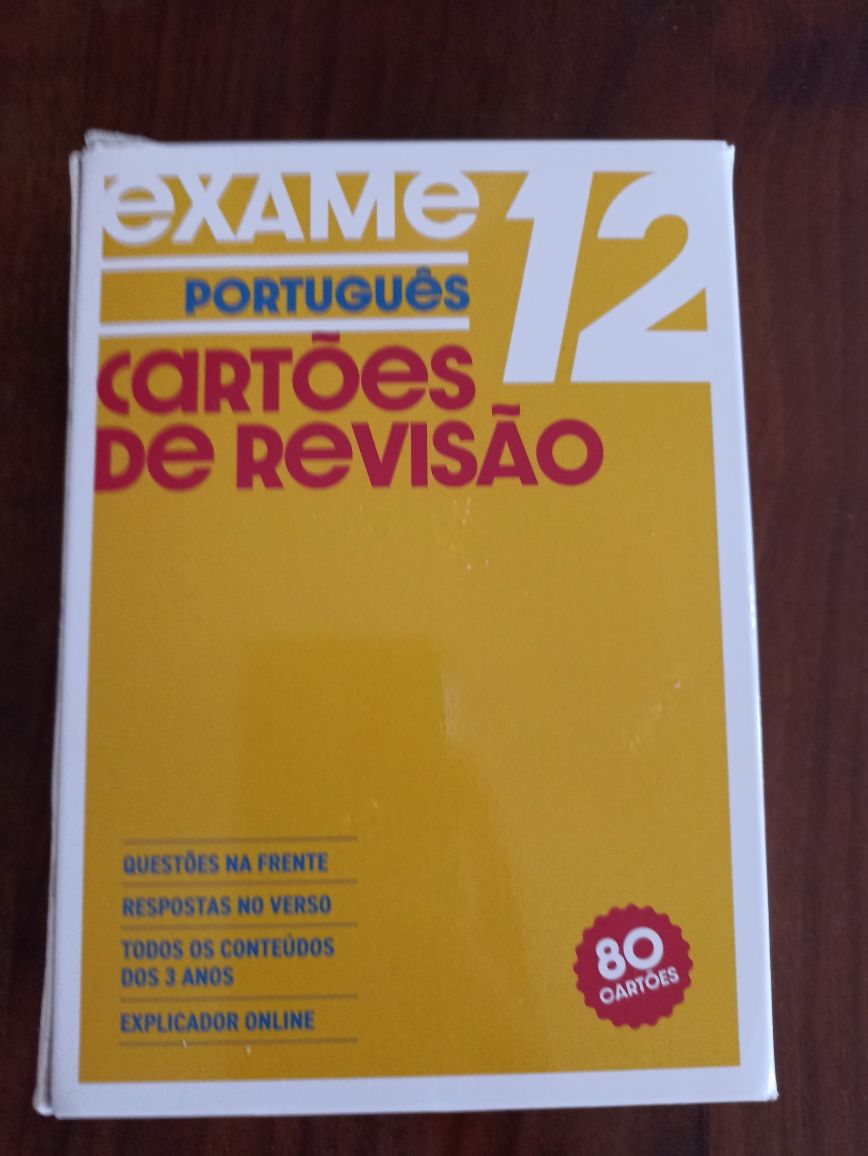 exame 12
PORTUGUÊS
CARTÕES
DE REVISÃO
QUESTÕES NA FRENTE
RESPOSTAS NO VERSO
TODOS OS CONTEÚDOS
DOS 3 ANOS
EXPLICADOR ONLINE
80
CARTÕES